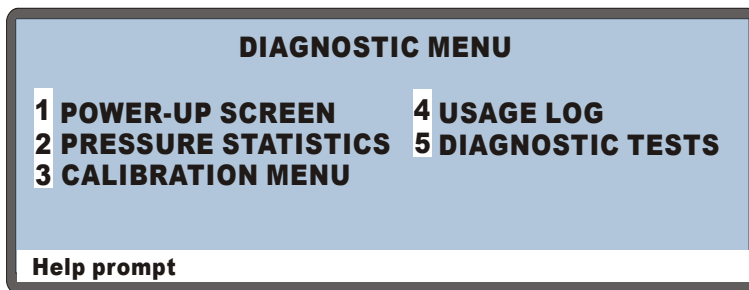 DIAGNOSTIC MENU
1 POWER-UP SCREEN
2 PRESSURE STATISTICS
3 CALIBRATION MENU
4 USAGE LOG
5 DIAGNOSTIC TESTS
Help prompt